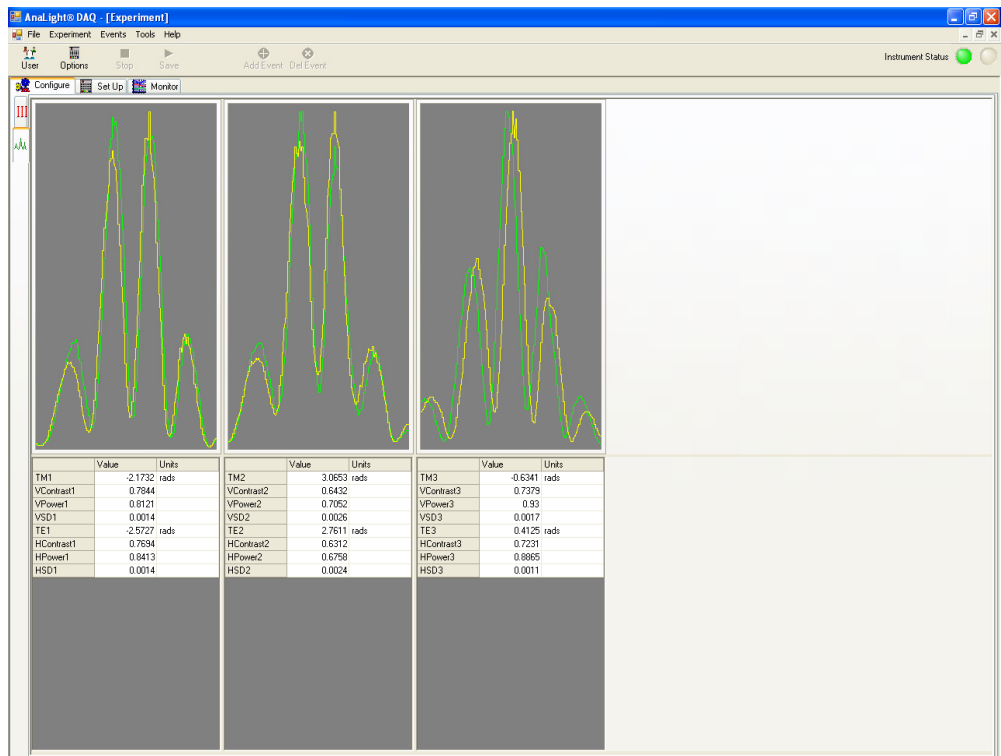 AnaLight® DAQ - [Experiment]
File Experiment Events Tools Help
User Options Stop Save Add Event Del Event Instrument Status
Configure Set Up Monitor
III
Value Units Value Units Value Units
TM1 -2.1732 rads TM2 3.0653 rads TM3 -0.6341 rads
VContrast1 0.7844 VContrast2 0.6432 VContrast3 0.7379
VPower1 0.8121 VPower2 0.7052 VPower3 0.93
VSD1 0.0014 VSD2 0.0026 VSD3 0.0017
TE1 -2.5727 rads TE2 2.7611 rads TE3 0.4125 rads
HContrast1 0.7694 HContrast2 0.6312 HContrast3 0.7231
HPower1 0.8413 HPower2 0.6758 HPower3 0.8865
HSD1 0.0014 HSD2 0.0024 HSD3 0.0011